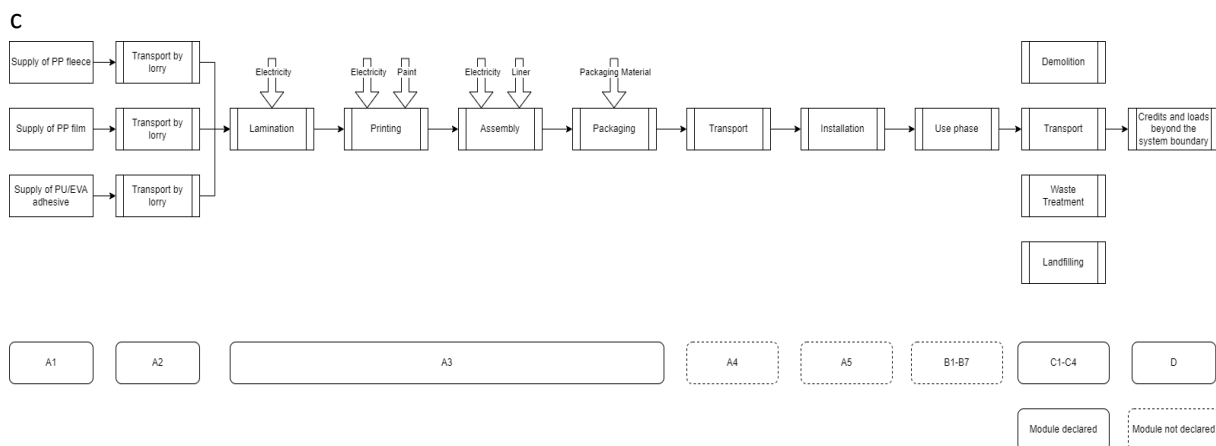 C
Supply of PP fleece
Transport by
lorry
Supply of PP film
Transport by
lorry
Supply of PU/EVA
adhesive
Transport by
lorry
Electricity
Lamination
Electricity
Paint
Printing
Electricity
Liner
Assembly
Packaging Material
Packaging
Transport
Installation
Use phase
Demolition
Transport
Waste
Treatment
Landfilling
Credits and loads
beyond the
system boundary
A1
A2
A3
A4
A5
B1-B7
C1-C4
D
Module declared
Module not declared